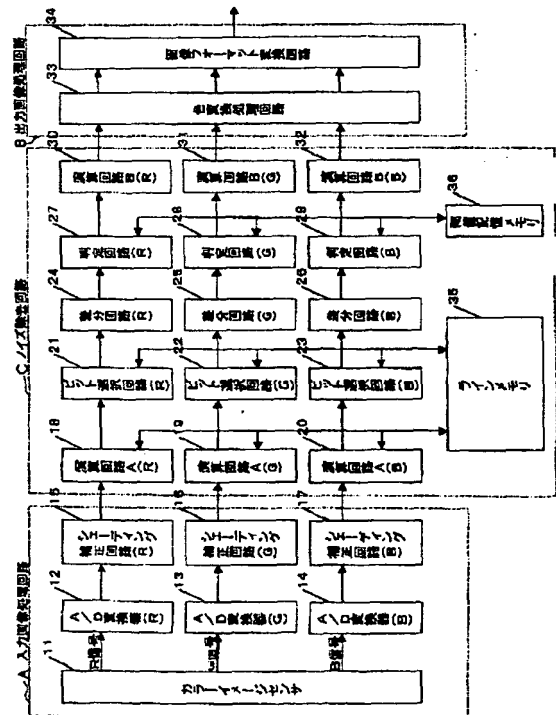 34
画像フォーマット変換回路
33
色変換処理回路
B 出力画像処理回路
30
演算回路B(R)
31
演算回路B(G)
32
演算回路B(B)
27
判定回路(R)
28
判定回路(G)
29
判定回路(B)
36
画像記憶メモリ
24
差分回路(R)
25
差分回路(G)
26
差分回路(B)
C ノイズ除去回路
21
ビット選択回路(R)
22
ビット選択回路(G)
23
ビット選択回路(B)
35
ラインメモリ
18
演算回路A(R)
19
演算回路A(G)
20
演算回路A(B)
15
シェーディング
補正回路(R)
16
シェーディング
補正回路(G)
17
シェーディング
補正回路(B)
A 入力画像処理回路
12
A/D変換器(R)
13
A/D変換器(G)
14
A/D変換器(B)
R信号
G信号
B信号
11
カラーイメージセンサ